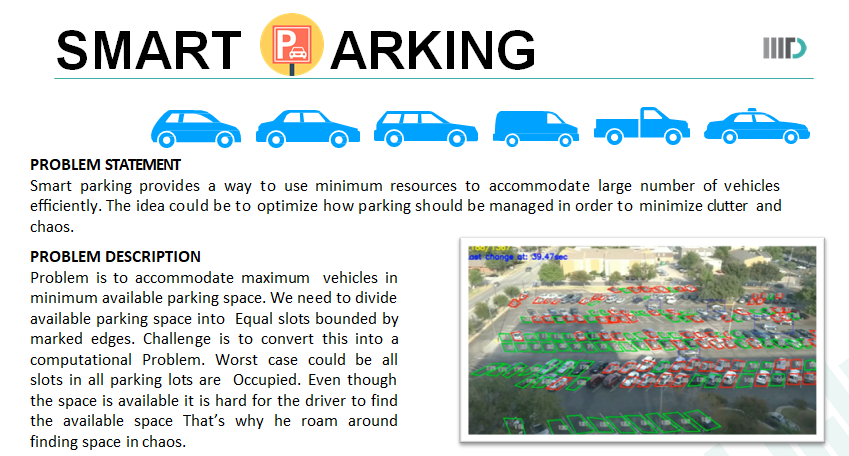 SMART PARKING
PROBLEM STATEMENT
Smart parking provides a way to use minimum resources to accommodate large number of vehicles
efficiently. The idea could be to optimize how parking should be managed in order to minimize clutter and
chaos.
PROBLEM DESCRIPTION
Problem is to accommodate maximum vehicles in
minimum available parking space. We need to divide
available parking space into Equal slots bounded by
marked edges. Challenge is to convert this into a
computational Problem. Worst case could be all
slots in all parking lots are Occupied. Even though
the space is available it is hard for the driver to find
the available space That's why he roam around
finding space in chaos.
ast change at: 39.47sec